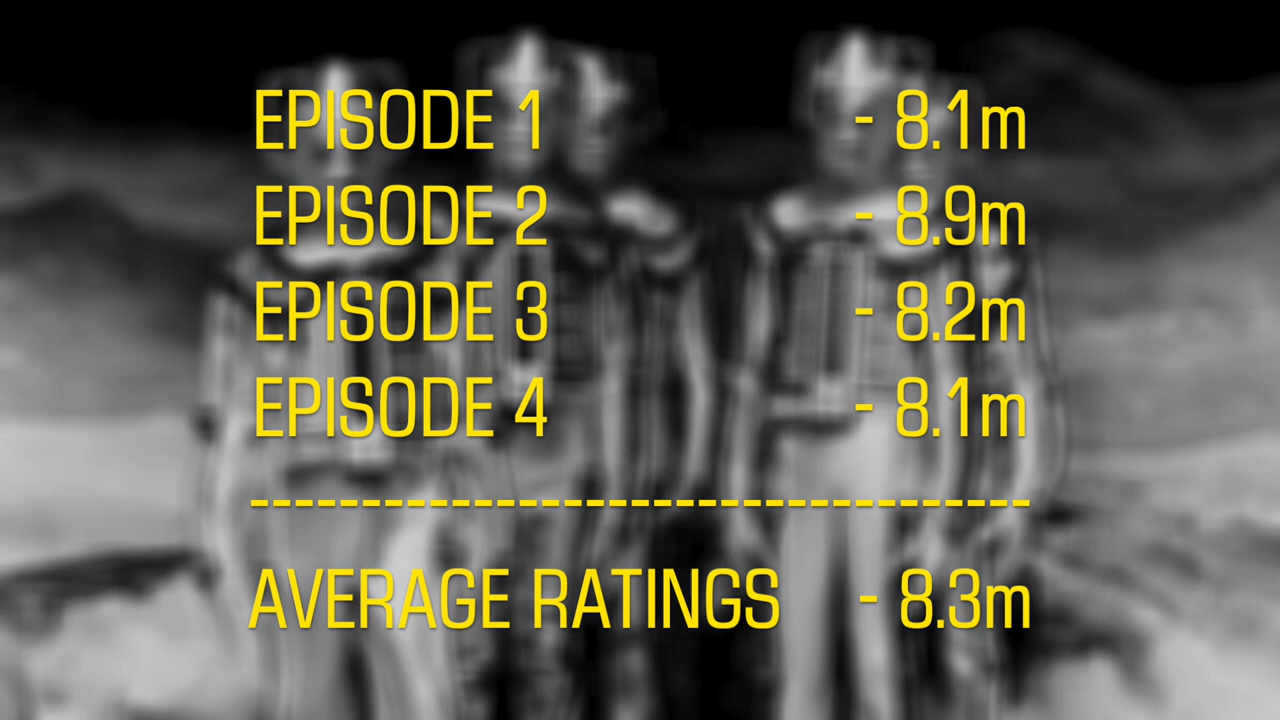 EPISODE 1 - 8.1m
EPISODE 2 - 8.9m
EPISODE 3 - 8.2m
EPISODE 4 - 8.1m
-----------------------------------
AVERAGE RATINGS - 8.3m